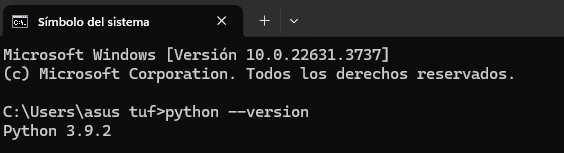 Símbolo del sistema
Microsoft Windows [Versión 10.0.22631.3737]
(c) Microsoft Corporation. Todos los derechos reservados.
C:\Users\asus tuf>python --version
Python 3.9.2